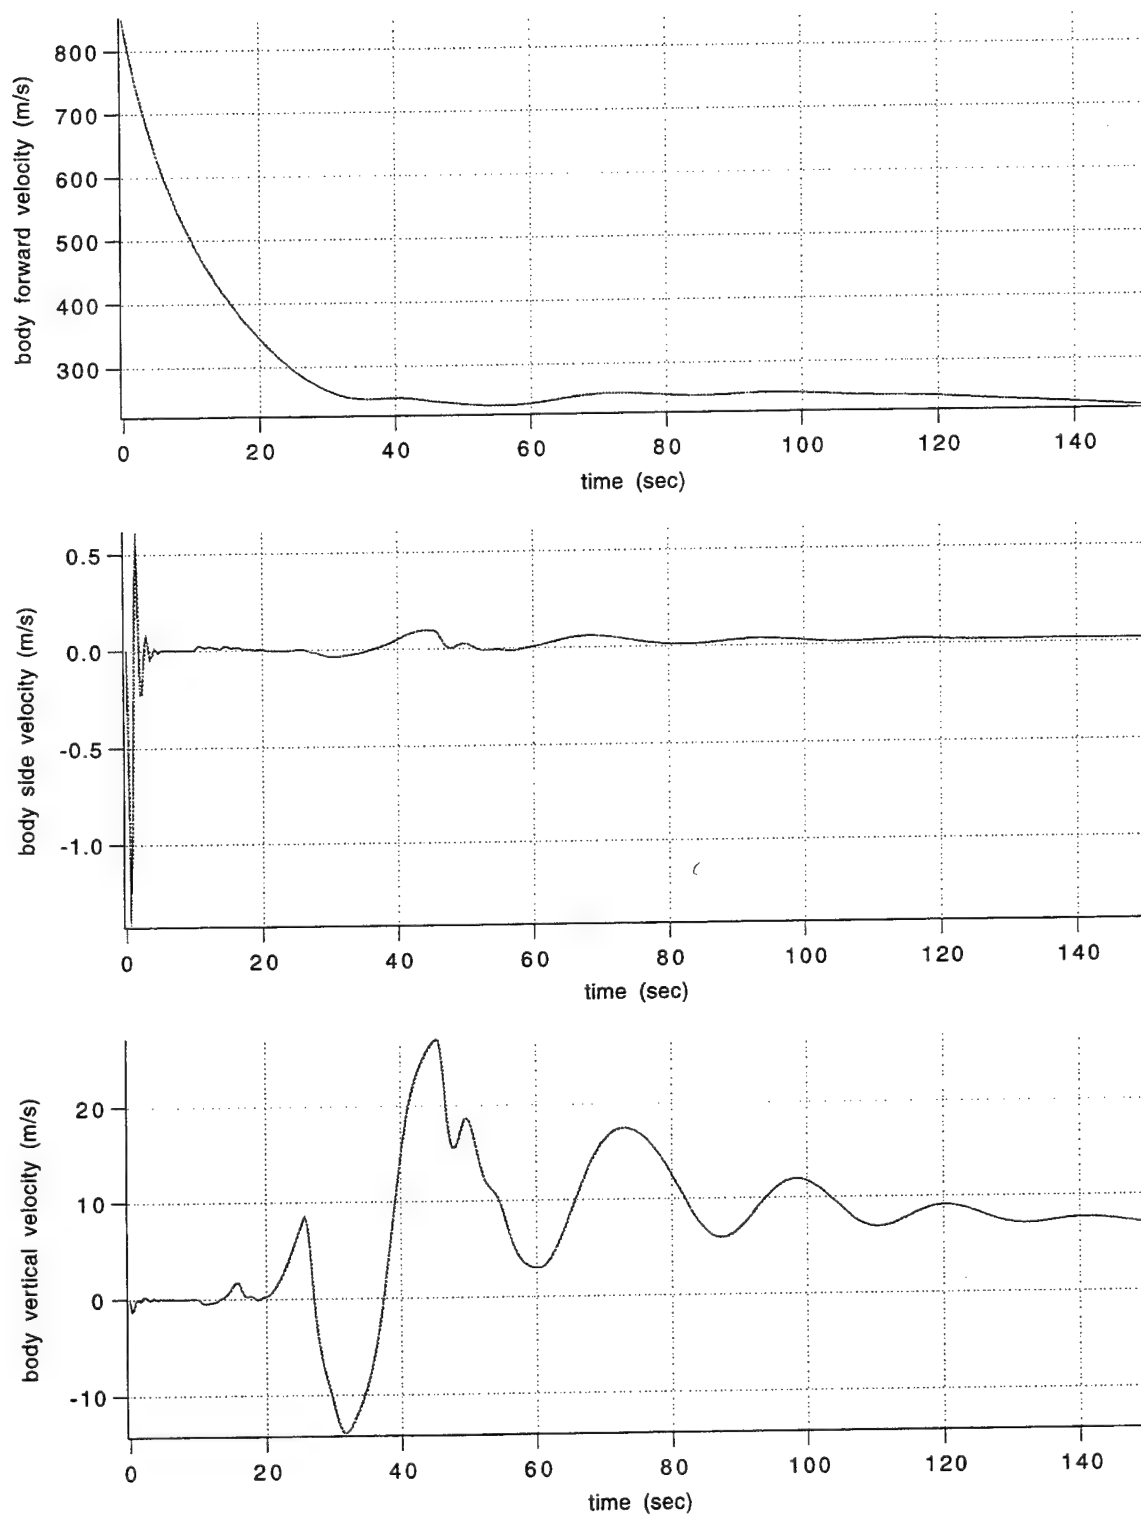 body forward velocity (m/s)
800
700
600
500
400
300
0 20 40 60 80 100 120 140
time (sec)
body side velocity (m/s)
0.5
0.0
-0.5
-1.0
0 20 40 60 80 100 120 140
time (sec)
body vertical velocity (m/s)
20
10
0
-10
0 20 40 60 80 100 120 140
time (sec)